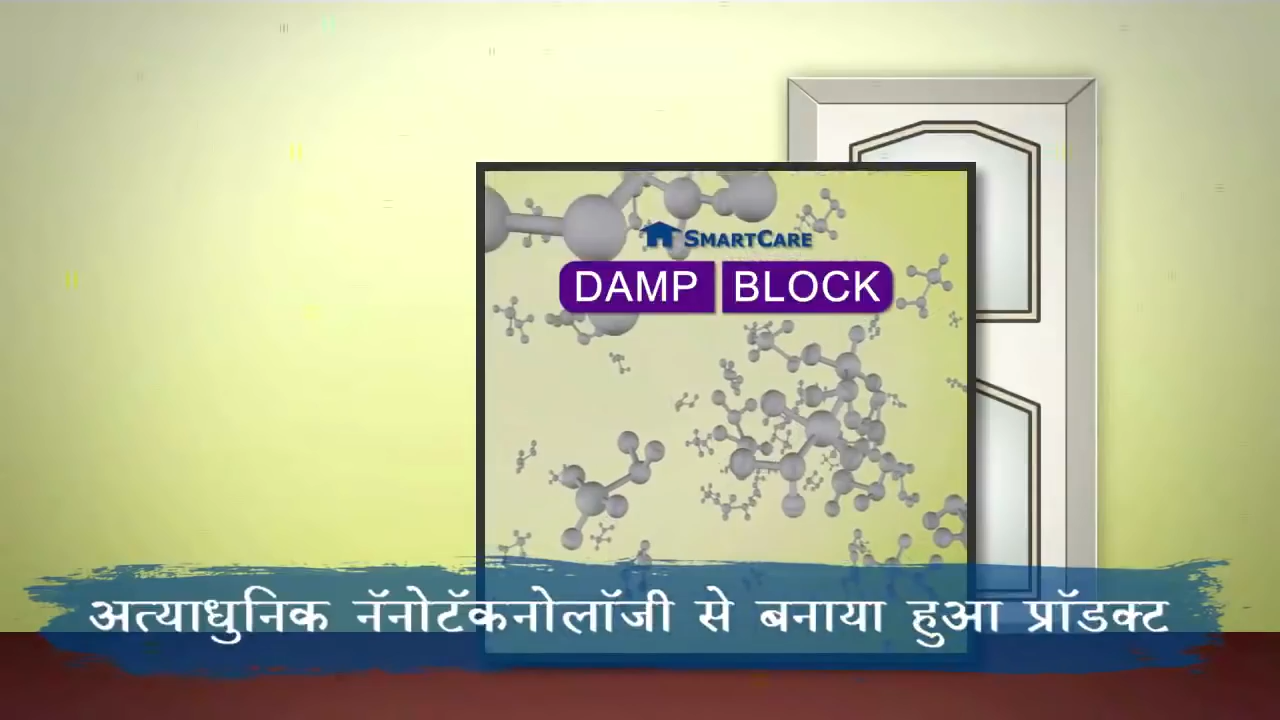 SMARTCARE
DAMP BLOCK
अत्याधुनिक नॅनोटॅकनोलॉजी से बनाया हुआ प्रॉडक्ट